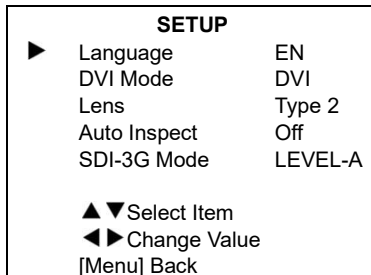 SETUP
▶ Language EN
DVI Mode DVI
Lens Type 2
Auto Inspect Off
SDI-3G Mode LEVEL-A
▲▼Select Item
◀▶Change Value
[Menu] Back